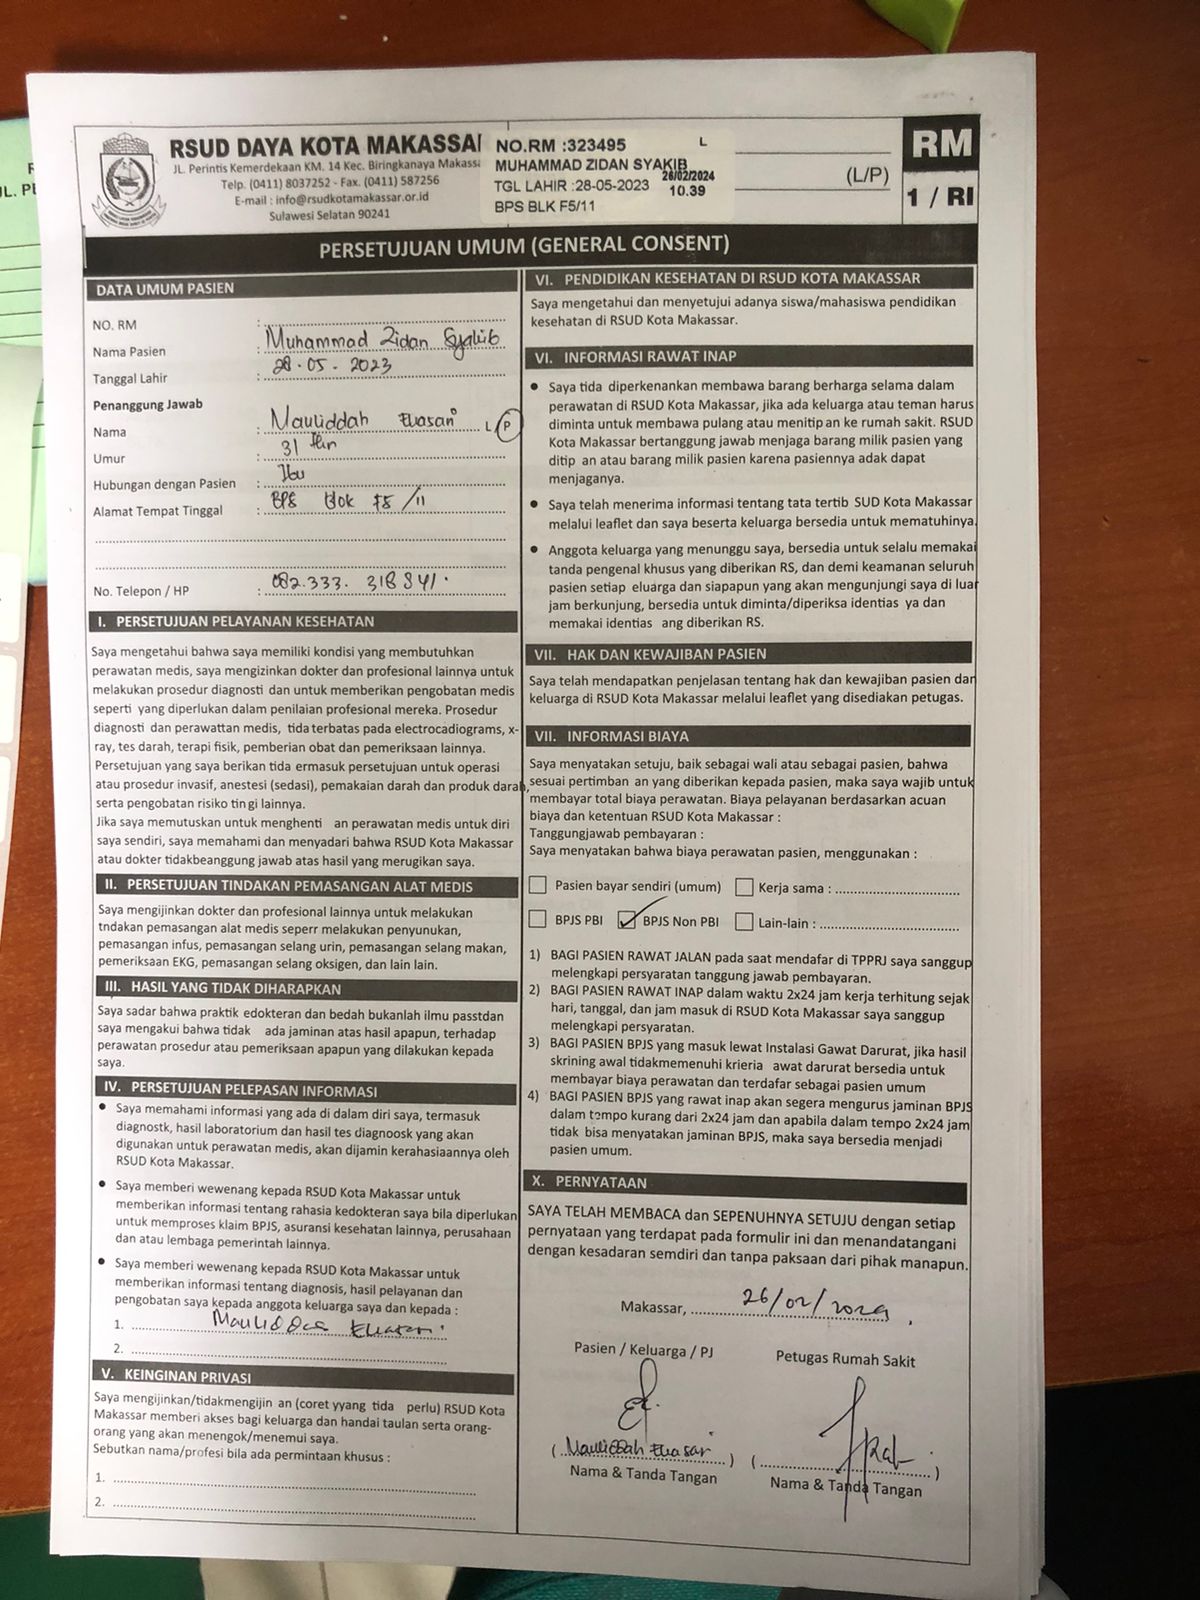 RSUD DAYA KOTA MAKASSAI
JL. Perintis Kemerdekaan KM. 14 Kec. Biringkanaya Makass
Telp. (0411) 8037252 - Fax. (0411) 587256
E-mail : info@rsudkotamakassar.or.id
Sulawesi Selatan 90241
NO.RM :323495 L
MUHAMMAD ZIDAN SYAKIB
26/02/2024
TGL LAHIR :28-05-2023 10.39
BPS BLK F5/11
(L/P)
RM
1 / RI
PERSETUJUAN UMUM (GENERAL CONSENT)
DATA UMUM PASIEN
NO. RM :
Nama Pasien : Muhammad Zidan Syakib
Tanggal Lahir : 28.05.2023
Penanggung Jawab
Nama : Mauliddah L/P
Umur : 31 thn
Hubungan dengan Pasien : Ibu
Alamat Tempat Tinggal : BPS Blok F5/11
No. Telepon / HP : 082.333. 318 841.
I. PERSETUJUAN PELAYANAN KESEHATAN
Saya mengetahui bahwa saya memiliki kondisi yang membutuhkan
perawatan medis, saya mengizinkan dokter dan profesional lainnya untuk
melakukan prosedur diagnosti dan untuk memberikan pengobatan medis
seperti yang diperlukan dalam penilaian profesional mereka. Prosedur
diagnosti dan perawattan medis, tida terbatas pada electrocadiograms, x-
ray, tes darah, terapi fisik, pemberian obat dan pemeriksaan lainnya.
Persetujuan yang saya berikan tida ermasuk persetujuan untuk operasi
atau prosedur invasif, anestesi (sedasi), pemakaian darah dan produk darah,
serta pengobatan risiko tin gi lainnya.
Jika saya memutuskan untuk menghenti an perawatan medis untuk diri
saya sendiri, saya memahami dan menyadari bahwa RSUD Kota Makassar
atau dokter tidakbeanggung jawab atas hasil yang merugikan saya.
II. PERSETUJUAN TINDAKAN PEMASANGAN ALAT MEDIS
Saya mengijinkan dokter dan profesional lainnya untuk melakukan
tndakan pemasangan alat medis seperr melakukan penyunukan,
pemasangan infus, pemasangan selang urin, pemasangan selang makan,
pemeriksaan EKG, pemasangan selang oksigen, dan lain lain.
III. HASIL YANG TIDAK DIHARAPKAN
Saya sadar bahwa praktik edokteran dan bedah bukanlah ilmu passtdan
saya mengakui bahwa tidak ada jaminan atas hasil apapun, terhadap
perawatan prosedur atau pemeriksaan apapun yang dilakukan kepada
saya.
IV. PERSETUJUAN PELEPASAN INFORMASI
• Saya memahami informasi yang ada di dalam diri saya, termasuk
diagnostk, hasil laboratorium dan hasil tes diagnoosk yang akan
digunakan untuk perawatan medis, akan dijamin kerahasiaannya oleh
RSUD Kota Makassar.
• Saya memberi wewenang kepada RSUD Kota Makassar untuk
memberikan informasi tentang rahasia kedokteran saya bila diperlukan
untuk memproses klaim BPJS, asuransi kesehatan lainnya, perusahaan
dan atau lembaga pemerintah lainnya.
• Saya memberi wewenang kepada RSUD Kota Makassar untuk
memberikan informasi tentang diagnosis, hasil pelayanan dan
pengobatan saya kepada anggota keluarga saya dan kepada :
1.
2.
V. KEINGINAN PRIVASI
Saya mengijinkan/tidakmengijin an (coret yyang tida perlu) RSUD Kota
Makassar memberi akses bagi keluarga dan handai taulan serta orang-
orang yang akan menengok/menemui saya.
Sebutkan nama/profesi bila ada permintaan khusus :
1.
2.
VI. PENDIDIKAN KESEHATAN DI RSUD KOTA MAKASSAR
Saya mengetahui dan menyetujui adanya siswa/mahasiswa pendidikan
kesehatan di RSUD Kota Makassar.
VI. INFORMASI RAWAT INAP
• Saya tida diperkenankan membawa barang berharga selama dalam
perawatan di RSUD Kota Makassar, jika ada keluarga atau teman harus
diminta untuk membawa pulang atau menitip an ke rumah sakit. RSUD
Kota Makassar bertanggung jawab menjaga barang milik pasien yang
ditip an atau barang milik pasien karena pasiennya adak dapat
menjaganya.
• Saya telah menerima informasi tentang tata tertib SUD Kota Makassar
melalui leaflet dan saya beserta keluarga bersedia untuk mematuhinya.
• Anggota keluarga yang menunggu saya, bersedia untuk selalu memakai
tanda pengenal khusus yang diberikan RS, dan demi keamanan seluruh
pasien setiap eluarga dan siapapun yang akan mengunjungi saya di luar
jam berkunjung, bersedia untuk diminta/diperiksa identias ya dan
memakai identias ang diberikan RS.
VII. HAK DAN KEWAJIBAN PASIEN
Saya telah mendapatkan penjelasan tentang hak dan kewajiban pasien dan
keluarga di RSUD Kota Makassar melalui leaflet yang disediakan petugas.
VII. INFORMASI BIAYA
Saya menyatakan setuju, baik sebagai wali atau sebagai pasien, bahwa
sesuai pertimban an yang diberikan kepada pasien, maka saya wajib untuk
membayar total biaya perawatan. Biaya pelayanan berdasarkan acuan
biaya dan ketentuan RSUD Kota Makassar :
Tanggungjawab pembayaran :
Saya menyatakan bahwa biaya perawatan pasien, menggunakan :
Pasien bayar sendiri (umum) Kerja sama :
BPJS PBI ✓ BPJS Non PBI Lain-lain :
1) BAGI PASIEN RAWAT JALAN pada saat mendafar di TPPRJ saya sanggup
melengkapi persyaratan tanggung jawab pembayaran.
2) BAGI PASIEN RAWAT INAP dalam waktu 2x24 jam kerja terhitung sejak
hari, tanggal, dan jam masuk di RSUD Kota Makassar saya sanggup
melengkapi persyaratan.
3) BAGI PASIEN BPJS yang masuk lewat Instalasi Gawat Darurat, jika hasil
skrining awal tidakmemenuhi krieria awat darurat bersedia untuk
membayar biaya perawatan dan terdafar sebagai pasien umum
4) BAGI PASIEN BPJS yang rawat inap akan segera mengurus jaminan BPJS
dalam tempo kurang dari 2x24 jam dan apabila dalam tempo 2x24 jam
tidak bisa menyatakan jaminan BPJS, maka saya bersedia menjadi
pasien umum.
X. PERNYATAAN
SAYA TELAH MEMBACA dan SEPENUHNYA SETUJU dengan setiap
pernyataan yang terdapat pada formulir ini dan menandatangani
dengan kesadaran semdiri dan tanpa paksaan dari pihak manapun.
Makassar, 26/02/2024
Pasien / Keluarga / PJ Petugas Rumah Sakit
(Mauliddah)
Nama & Tanda Tangan Nama & Tanda Tangan